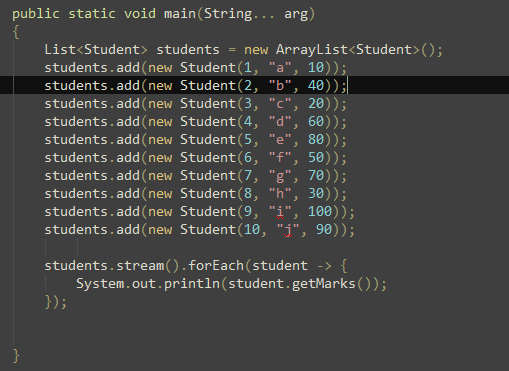 public static void main(String... arg)
{
    List<Student> students = new ArrayList<Student>();
    students.add(new Student(1, "a", 10));
    students.add(new Student(2, "b", 40));
    students.add(new Student(3, "c", 20));
    students.add(new Student(4, "d", 60));
    students.add(new Student(5, "e", 80));
    students.add(new Student(6, "f", 50));
    students.add(new Student(7, "g", 70));
    students.add(new Student(8, "h", 30));
    students.add(new Student(9, "i", 100));
    students.add(new Student(10, "j", 90));
    students.stream().forEach(student -> {
        System.out.println(student.getMarks());
    });
}